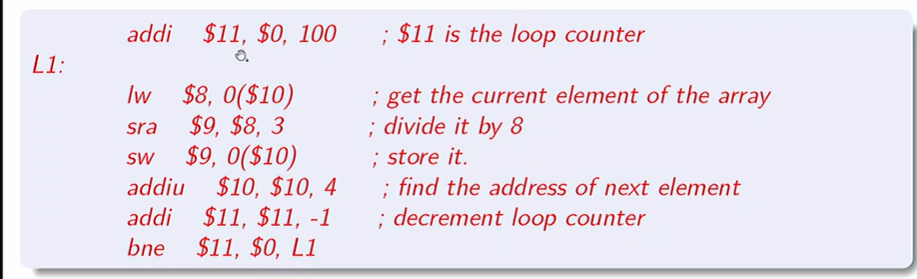 addi $11, $0, 100 ; $11 is the loop counter
L1:
lw $8, 0($10) ; get the current element of the array
sra $9, $8, 3 ; divide it by 8
sw $9, 0($10) ; store it.
addiu $10, $10, 4 ; find the address of next element
addi $11, $11, -1 ; decrement loop counter
bne $11, $0, L1